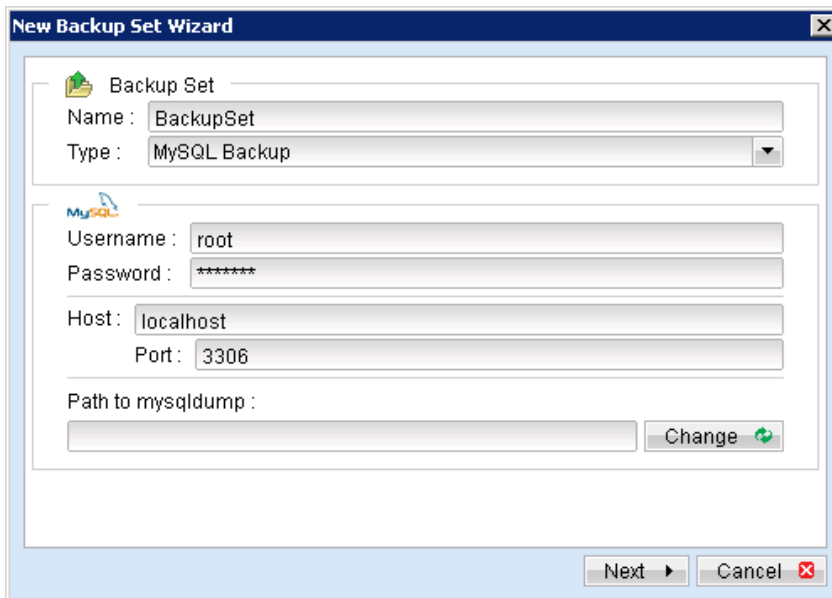 New Backup Set Wizard
Backup Set
Name : BackupSet
Type : MySQL Backup
MySQL
Username : root
Password : *******
Host : localhost
Port : 3306
Path to mysqldump :
Change
Next Cancel